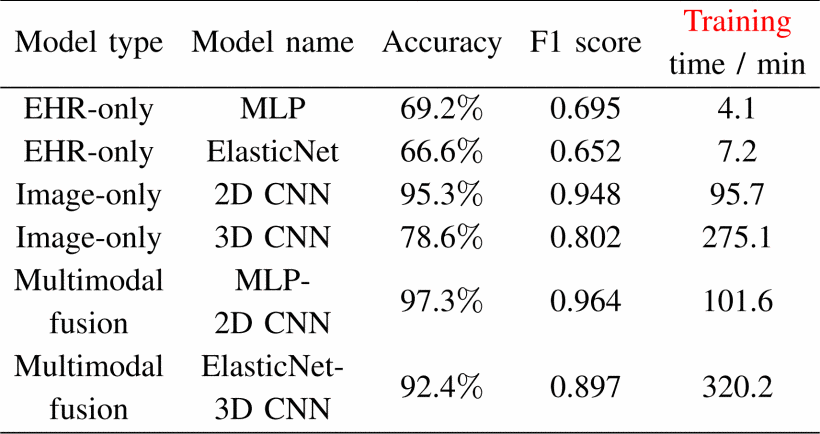 Model type Model name Accuracy F1 score Training time / min
EHR-only MLP 69.2% 0.695 4.1
EHR-only ElasticNet 66.6% 0.652 7.2
Image-only 2D CNN 95.3% 0.948 95.7
Image-only 3D CNN 78.6% 0.802 275.1
Multimodal fusion MLP-2D CNN 97.3% 0.964 101.6
Multimodal fusion ElasticNet-3D CNN 92.4% 0.897 320.2